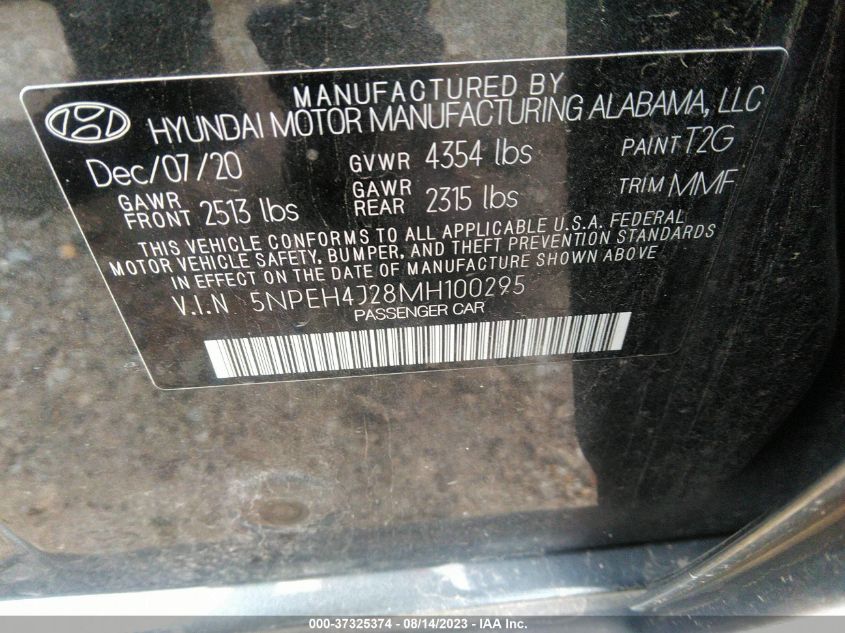 MANUFACTURED BY
HYUNDAI MOTOR MANUFACTURING ALABAMA, LLC
Dec/07/20 GVWR 4354 lbs PAINT T2G
GAWR FRONT 2513 lbs GAWR REAR 2315 lbs TRIM MMF
THIS VEHICLE CONFORMS TO ALL APPLICABLE U.S.A. FEDERAL
MOTOR VEHICLE SAFETY, BUMPER, AND THEFT PREVENTION STANDARDS
IN EFFECT ON THE DATE OF MANUFACTURE SHOWN ABOVE
V.I.N 5NPEH4J28MH100295
PASSENGER CAR
000-37325374 - 08/14/2023 - IAA Inc.